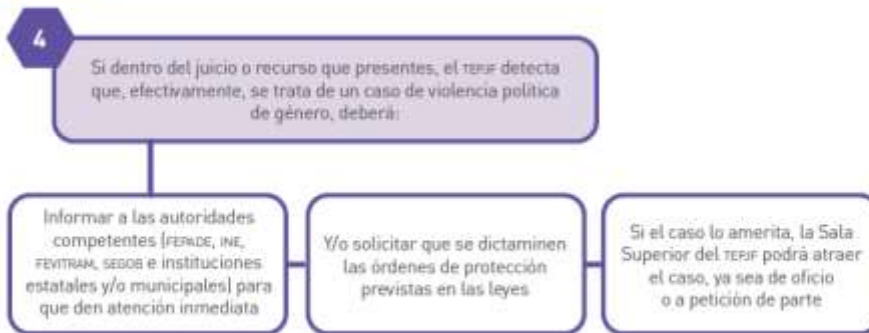 4
Si dentro del juicio o recurso que presentes, el TEPJF detecta
que, efectivamente, se trata de un caso de violencia política
de género, deberá:
Informar a las autoridades
competentes (FEPADE, INE,
FEVIMTRA, SEGOB e instituciones
estatales y/o municipales) para
que den atención inmediata
Y/o solicitar que se dictaminen
las órdenes de protección
previstas en las leyes
Si el caso lo amerita, la Sala
Superior del TEPJF podrá atraer
el caso, ya sea de oficio
o a petición de parte